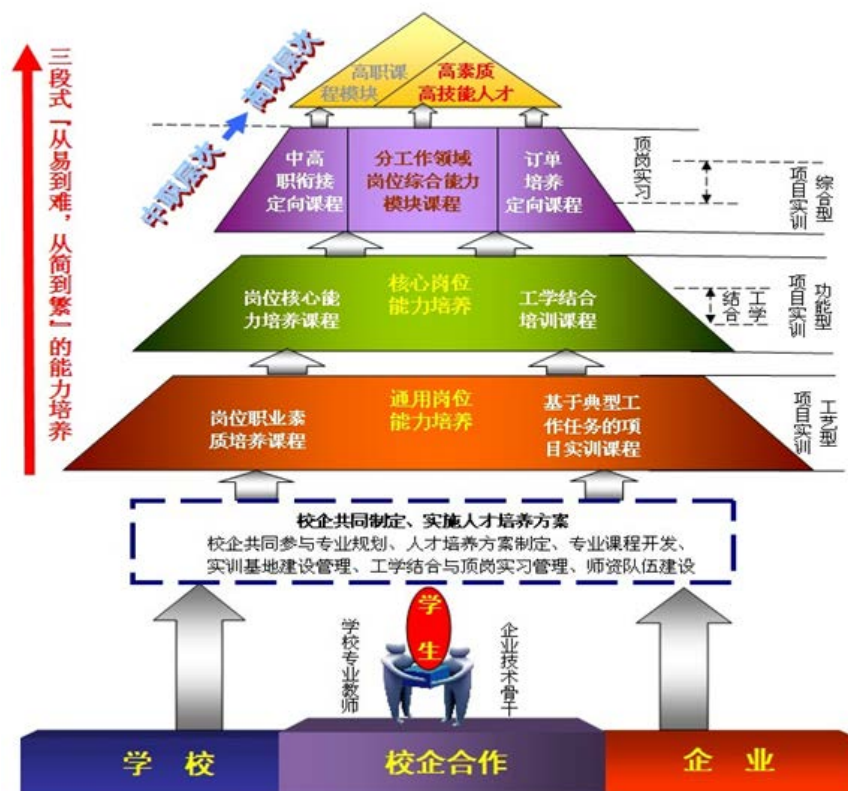 三段式『从易到难，从简到繁』的能力培养
中职层次
高职层次
高职课
程模块
高素质
高技能人才
中高
职衔接
定向课程
分工作领域
岗位综合能力
模块课程
订单
培养
定向课程
顶岗实习
综合型
项目实训
岗位核心能
力培养课程
核心岗位
能力培养
工学结合
培训课程
工学
结合
功能型
项目实训
岗位职业素
质培养课程
通用岗位
能力培养
基于典型工
作任务的项
目实训课程
工艺型
项目实训
校企共同制定、实施人才培养方案
校企共同参与专业规划、人才培养方案制定、专业课程开发、
实训基地建设管理、工学结合与顶岗实习管理、师资队伍建设
学校专业教师
学生
企业技术骨干
学 校
校企合作
企 业